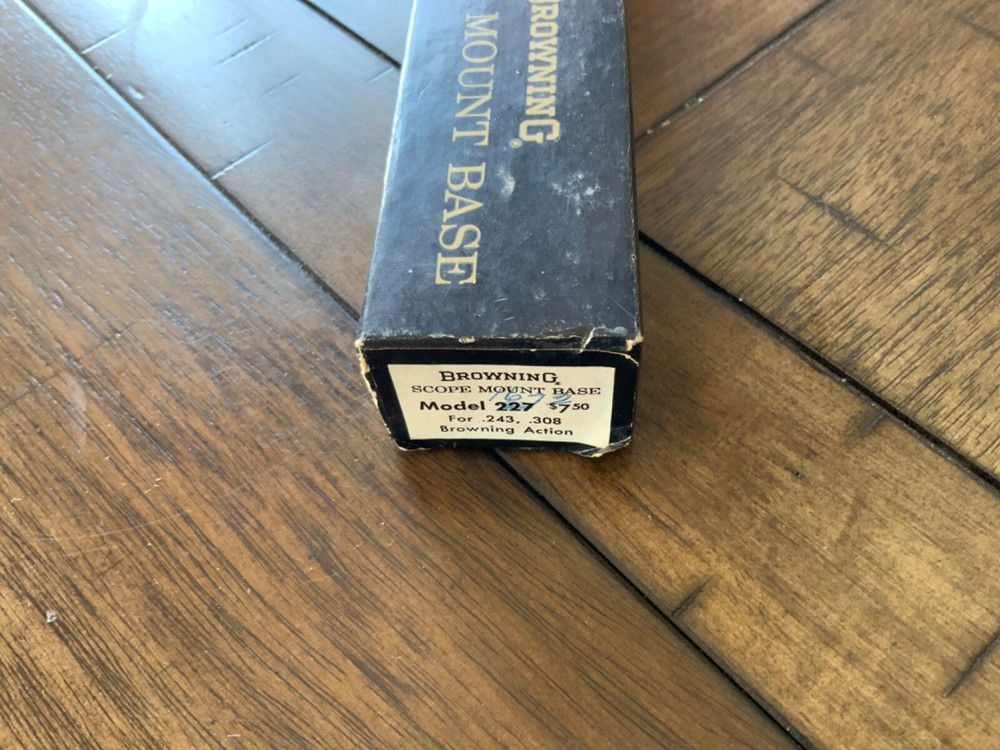 BROWNING®
MOUNT BASE
BROWNING®
SCOPE MOUNT BASE
Model 227 $7 50
For .243, .308
Browning Action